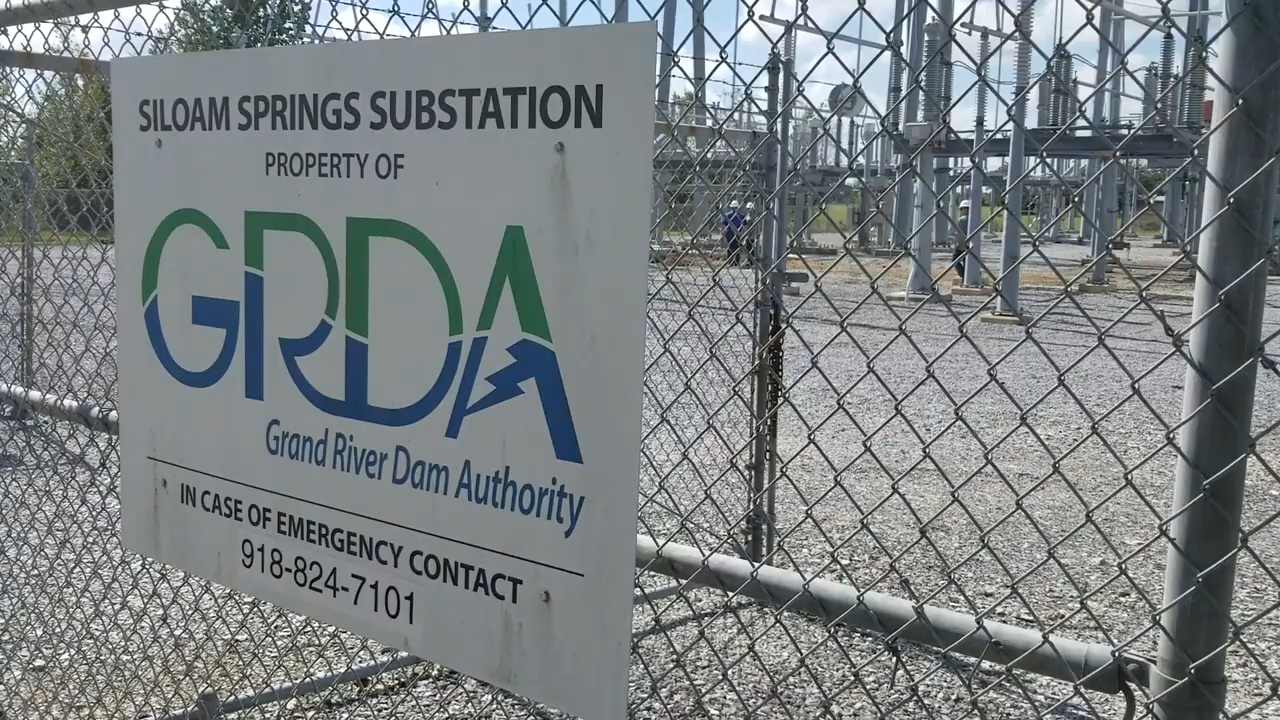 SILOAM SPRINGS SUBSTATION
PROPERTY OF
GRDA
Grand River Dam Authority
IN CASE OF EMERGENCY CONTACT
918-824-7101